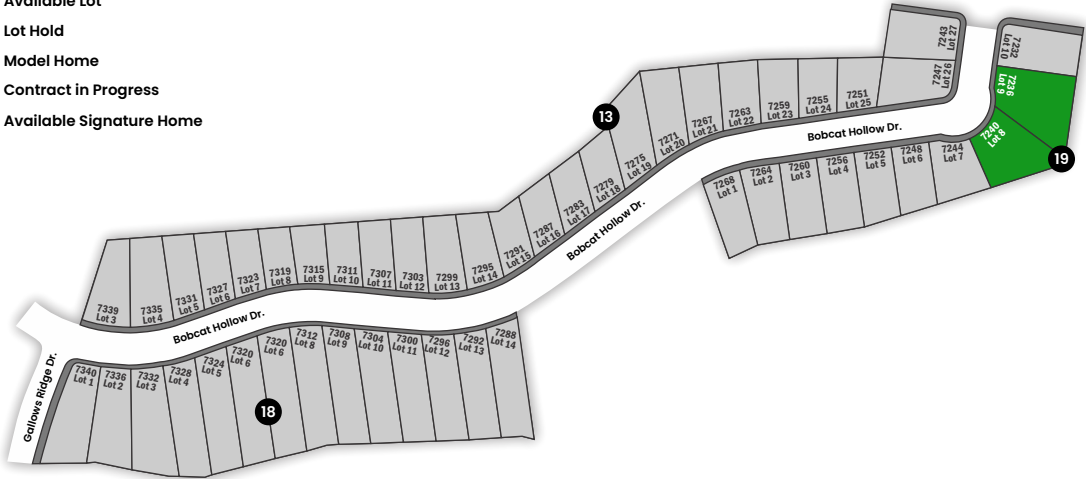 Available Lot
Lot Hold
Model Home
Contract in Progress
Available Signature Home
13
18
19
Gallows Ridge Dr.
Bobcat Hollow Dr.
Bobcat Hollow Dr.
Bobcat Hollow Dr.
7339
Lot 3
7335
Lot 4
7331
Lot 5
7327
Lot 6
7323
Lot 7
7319
Lot 8
7315
Lot 9
7311
Lot 10
7307
Lot 11
7303
Lot 12
7299
Lot 13
7295
Lot 14
7291
Lot 15
7287
Lot 16
7283
Lot 17
7279
Lot 18
7275
Lot 19
7271
Lot 20
7267
Lot 21
7263
Lot 22
7259
Lot 23
7255
Lot 24
7251
Lot 25
7247
Lot 26
7243
Lot 27
7232
Lot 10
7236
Lot 9
7240
Lot 8
7244
Lot 7
7248
Lot 6
7252
Lot 5
7256
Lot 4
7260
Lot 3
7264
Lot 2
7268
Lot 1
7340
Lot 1
7336
Lot 2
7332
Lot 3
7328
Lot 4
7324
Lot 5
7320
Lot 6
7320
Lot 6
7312
Lot 8
7308
Lot 9
7304
Lot 10
7300
Lot 11
7296
Lot 12
7292
Lot 13
7288
Lot 14